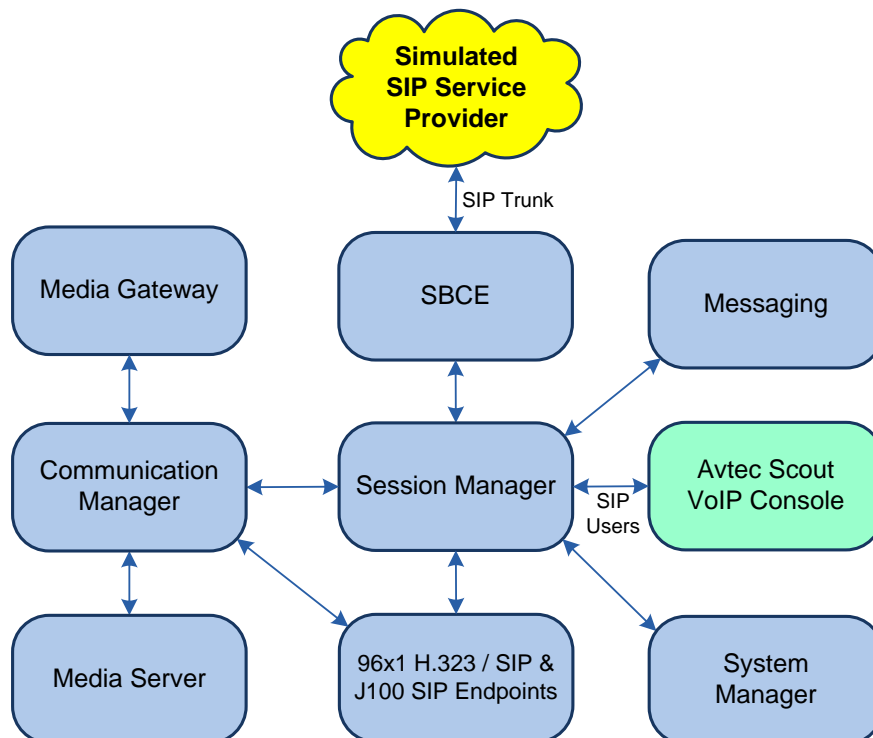 Simulated
SIP Service
Provider
SIP Trunk
Media Gateway
SBCE
Messaging
Communication
Manager
Session Manager
Avtec Scout
VoIP Console
SIP
Users
Media Server
96x1 H.323 / SIP &
J100 SIP Endpoints
System
Manager